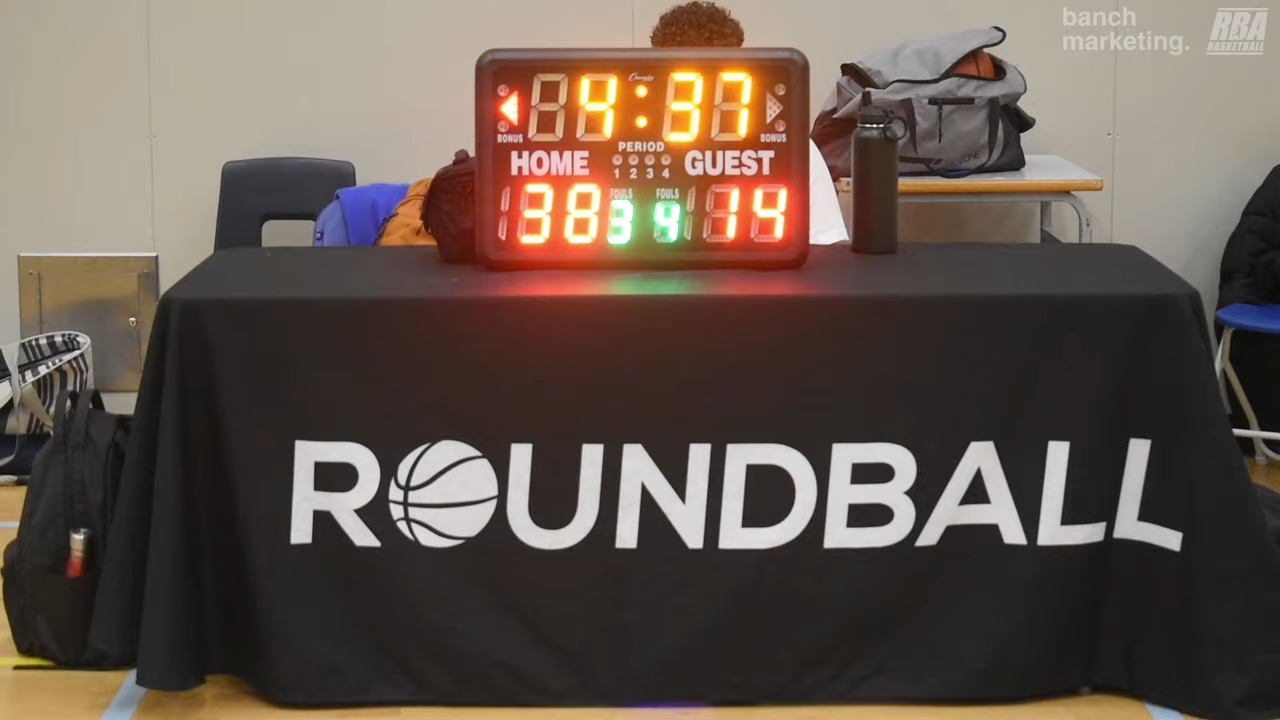 banch
marketing.
RBA
BASKETBALL
Champion
4:37
BONUS
BONUS
PERIOD
HOME
GUEST
1 2 3 4
FOULS
FOULS
38 3 4 14
ROUNDBALL